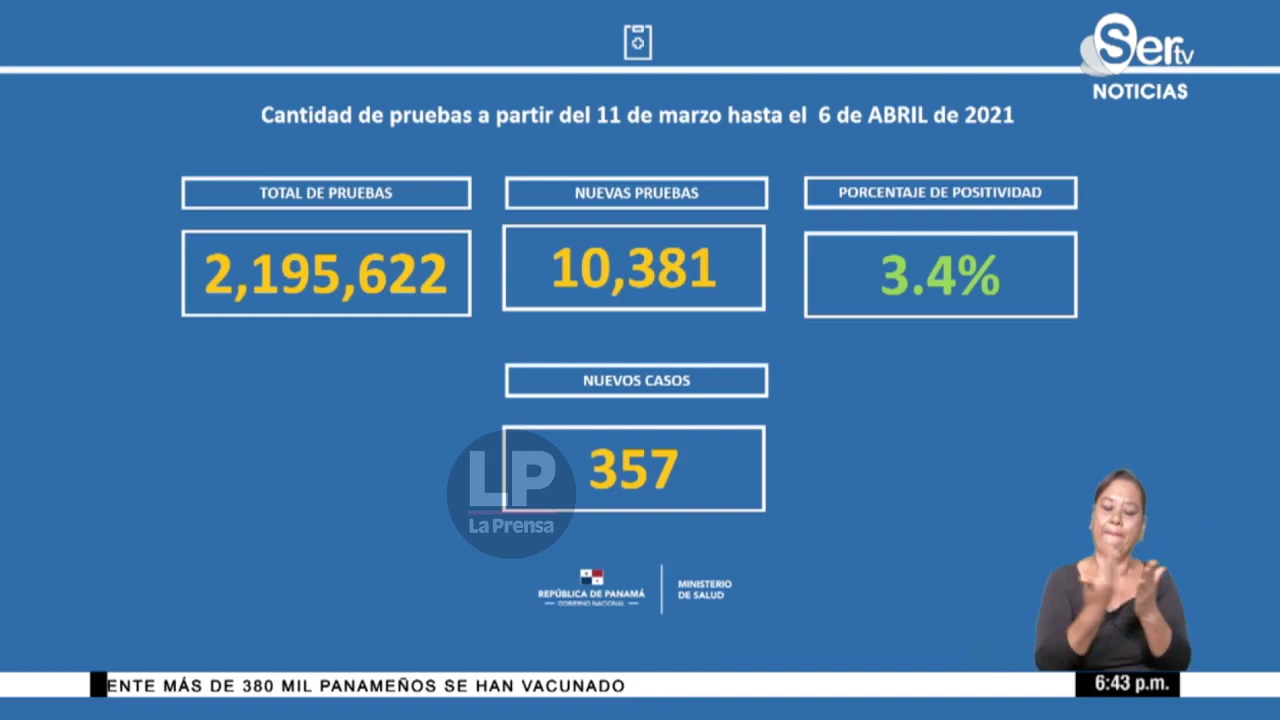 Ser tv
NOTICIAS
Cantidad de pruebas a partir del 11 de marzo hasta el 6 de ABRIL de 2021
TOTAL DE PRUEBAS
NUEVAS PRUEBAS
PORCENTAJE DE POSITIVIDAD
2,195,622
10,381
3.4%
NUEVOS CASOS
357
LP
La Prensa
REPÚBLICA DE PANAMÁ
GOBIERNO NACIONAL
MINISTERIO
DE SALUD
ENTE MÁS DE 380 MIL PANAMEÑOS SE HAN VACUNADO
6:43 p.m.